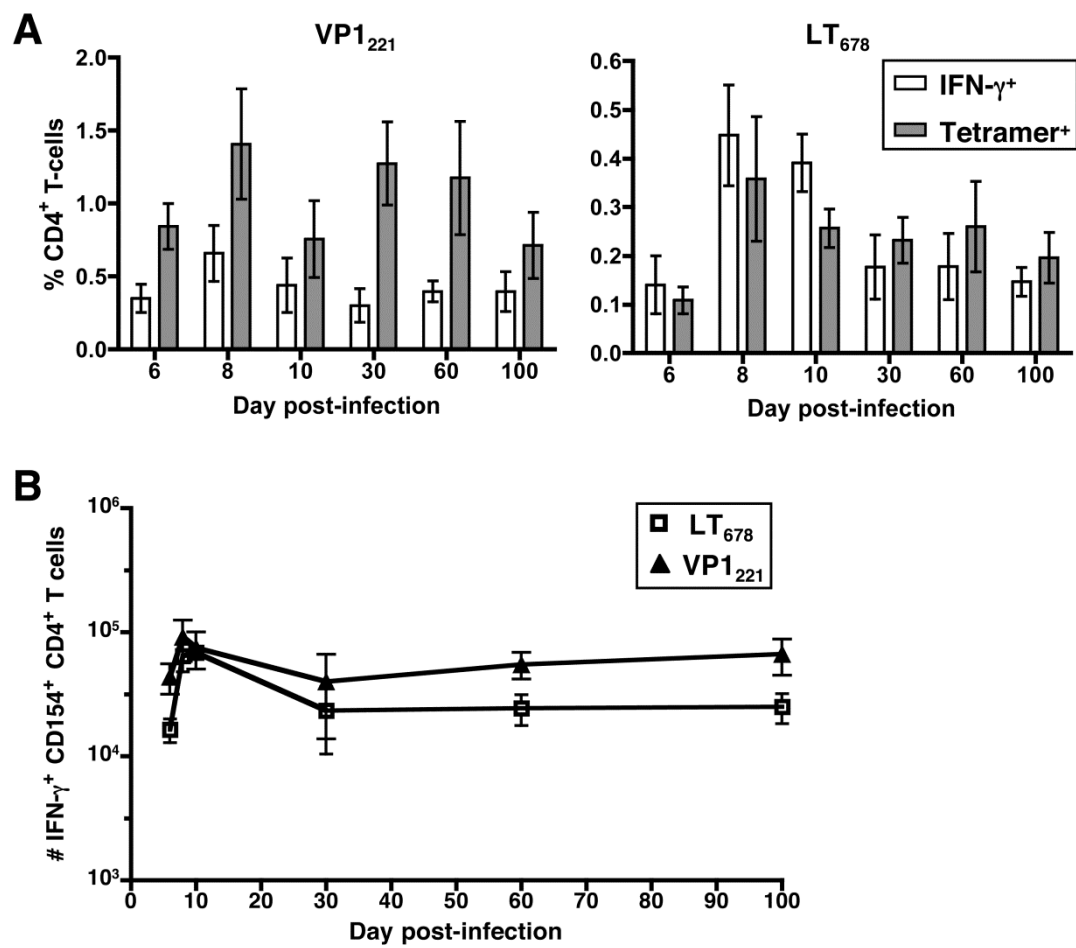 A
VP1₂₂₁
LT₆₇₈
% CD4⁺ T-cells
2.0
1.5
1.0
0.5
0.0
6 8 10 30 60 100
Day post-infection
0.6
0.5
0.4
0.3
0.2
0.1
0.0
6 8 10 30 60 100
Day post-infection
IFN-γ⁺
Tetramer⁺
B
# IFN-γ⁺ CD154⁺ CD4⁺ T cells
10⁶
10⁵
10⁴
10³
0 10 20 30 40 50 60 70 80 90 100
Day post-infection
LT₆₇₈
VP1₂₂₁